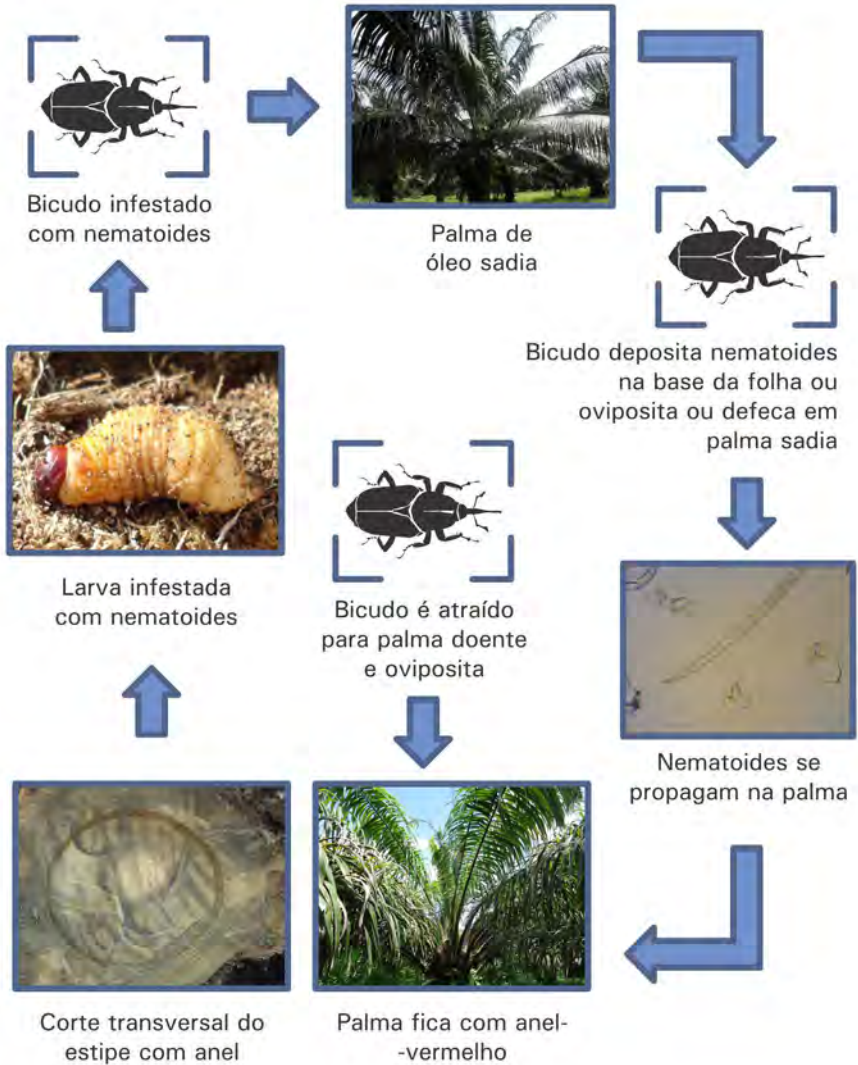 Bicudo infestado
com nematoides
Palma de
óleo sadia
Bicudo deposita nematoides
na base da folha ou
oviposita ou defeca em
palma sadia
Larva infestada
com nematoides
Bicudo é atraído
para palma doente
e oviposita
Nematoides se
propagam na palma
Corte transversal do
estipe com anel
Palma fica com anel-
-vermelho